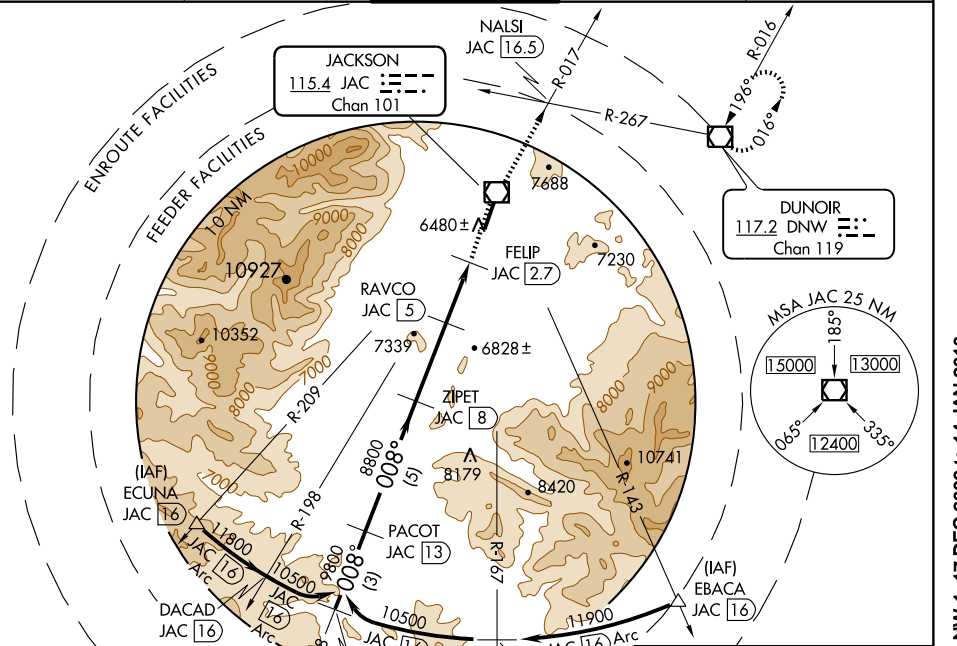 NALSI
JAC 16.5
R-017
R-016
JACKSON
115.4 JAC
Chan 101
ENROUTE FACILITIES
FEEDER FACILITIES
R-267
196°
016°
10000
9000
8000
10 NM
7688
DUNOIR
117.2 DNW
Chan 119
6480±
FELIP
JAC 2.7
7230
10927
RAVCO
JAC 5
MSA JAC 25 NM
185°
15000
13000
065°
335°
12400
10352
9000
7339
6828±
7000
8000
R-209
ZIPET
JAC 8
8000
9000
8800
008°
(5)
8179
8420
10741
R-143
7000
(IAF)
ECUNA
JAC 16
R-198
PACOT
JAC 13
R-167
11800
JAC 16
Arc
10500
JAC
16
Arc
9800
008°
(3)
(IAF)
EBACA
JAC 16
DACAD
JAC 16
10500
11900
JAC
16 Arc